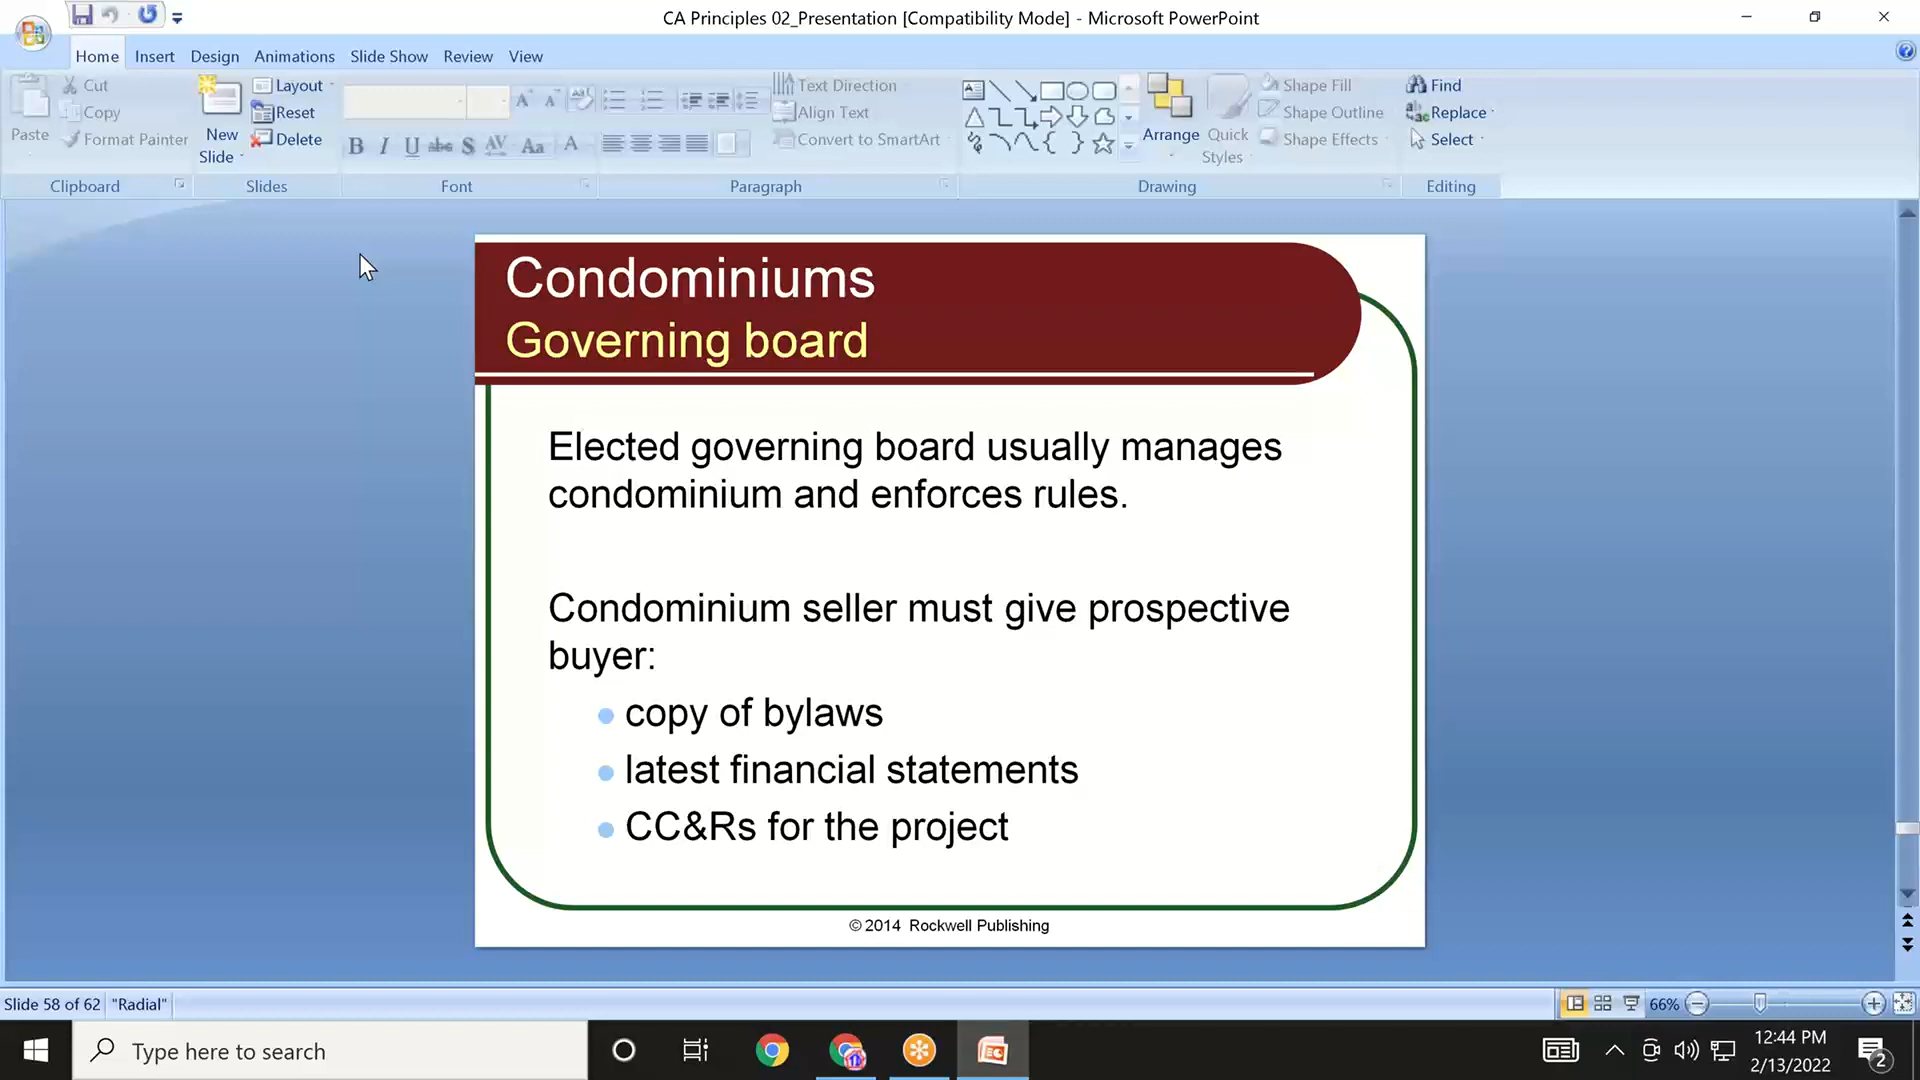 CA Principles 02_Presentation [Compatibility Mode] - Microsoft PowerPoint
Home Insert Design Animations Slide Show Review View
Paste
Cut
Copy
Format Painter
Clipboard
New
Slide
Layout
Reset
Delete
Slides
B I U abc S AV Aa A
Font
Text Direction
Align Text
Convert to SmartArt
Paragraph
Arrange
Quick
Styles
Shape Fill
Shape Outline
Shape Effects
Drawing
Find
Replace
Select
Editing
Condominiums
Governing board
Elected governing board usually manages
condominium and enforces rules.
Condominium seller must give prospective
buyer:
copy of bylaws
latest financial statements
CC&Rs for the project
© 2014 Rockwell Publishing
Slide 58 of 62 "Radial" 66%
Type here to search
12:44 PM
2/13/2022
2